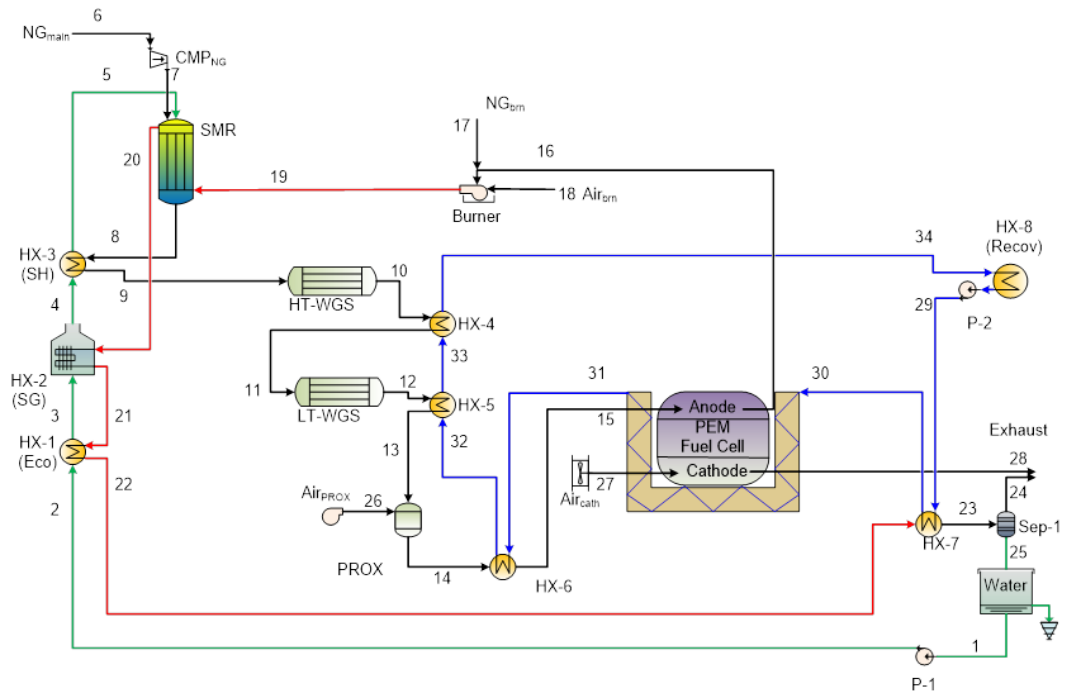 6
NGmain
CMPNG
5
7
NGbrn
17
16
SMR
20
19
18 Airbrn
Burner
8
34
HX-8
(Recov)
HX-3
(SH)
10
9
HT-WGS
4
29
P-2
HX-4
33
HX-2
(SG)
11
12
31
30
LT-WGS
HX-5
15
Anode
PEM
Fuel Cell
3
21
13
32
Exhaust
HX-1
(Eco)
Cathode
28
22
27
24
Aircath
AirPROX
26
23
2
Sep-1
HX-7
25
PROX
14
HX-6
Water
1
P-1